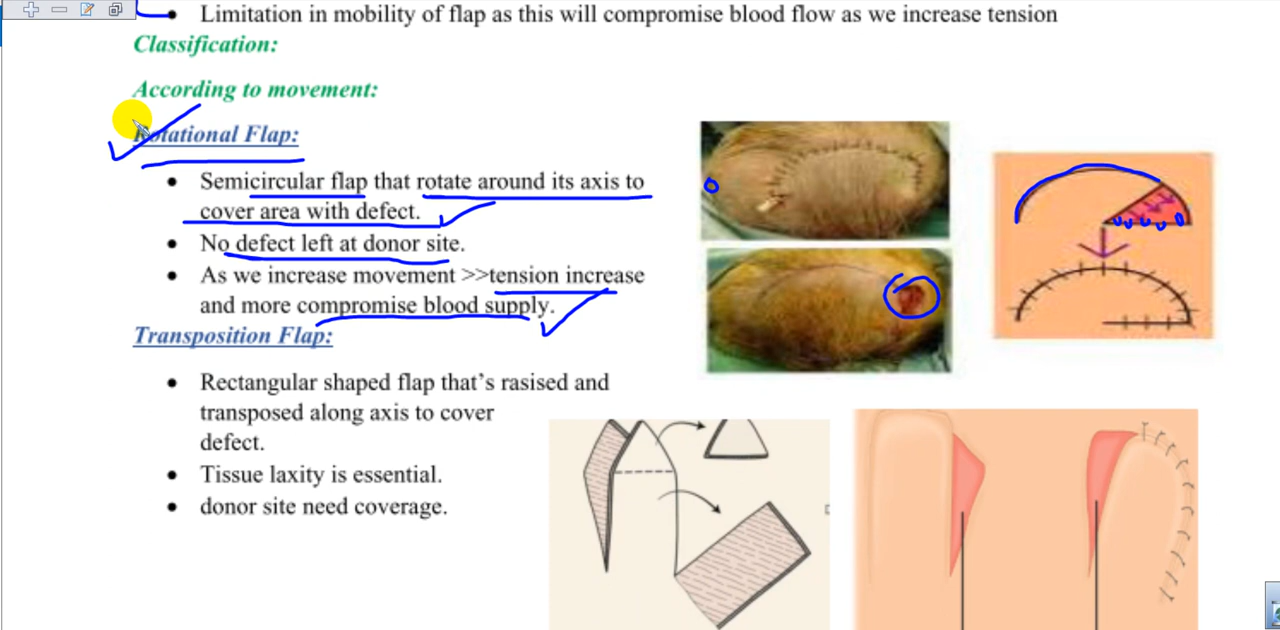 Limitation in mobility of flap as this will compromise blood flow as we increase tension
Classification:
According to movement:
Rotational Flap:
Semicircular flap that rotate around its axis to
cover area with defect.
No defect left at donor site.
As we increase movement >>tension increase
and more compromise blood supply.
Transposition Flap:
Rectangular shaped flap that's rasised and
transposed along axis to cover
defect.
Tissue laxity is essential.
donor site need coverage.